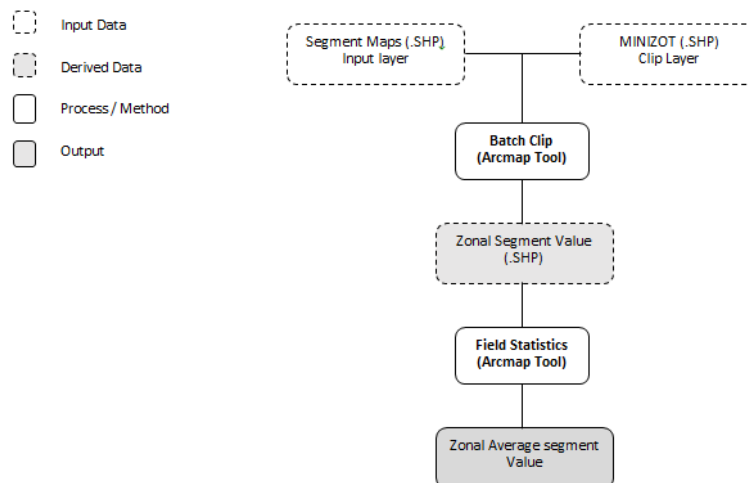 Input Data
Derived Data
Process / Method
Output
Segment Maps (.SHP)
Input layer
MINIZOT (.SHP)
Clip Layer
Batch Clip
(Arcmap Tool)
Zonal Segment Value
(.SHP)
Field Statistics
(Arcmap Tool)
Zonal Average segment
Value